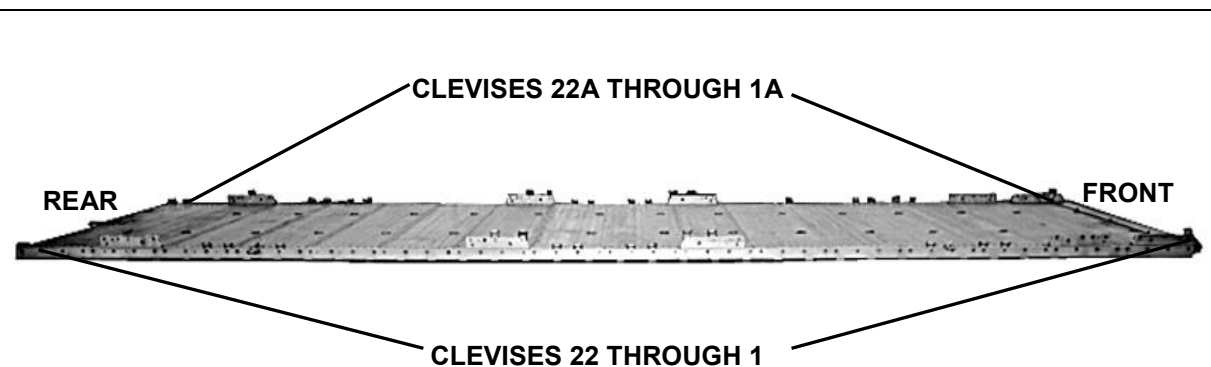 CLEVISES 22A THROUGH 1A
REAR
FRONT
CLEVISES 22 THROUGH 1